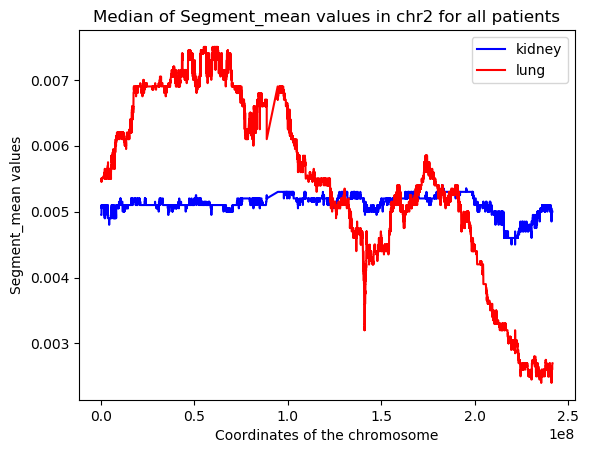 Median of Segment_mean values in chr2 for all patients
kidney
lung
Segment_mean values
0.007
0.006
0.005
0.004
0.003
0.0
0.5
1.0
1.5
2.0
2.5
1e8
Coordinates of the chromosome